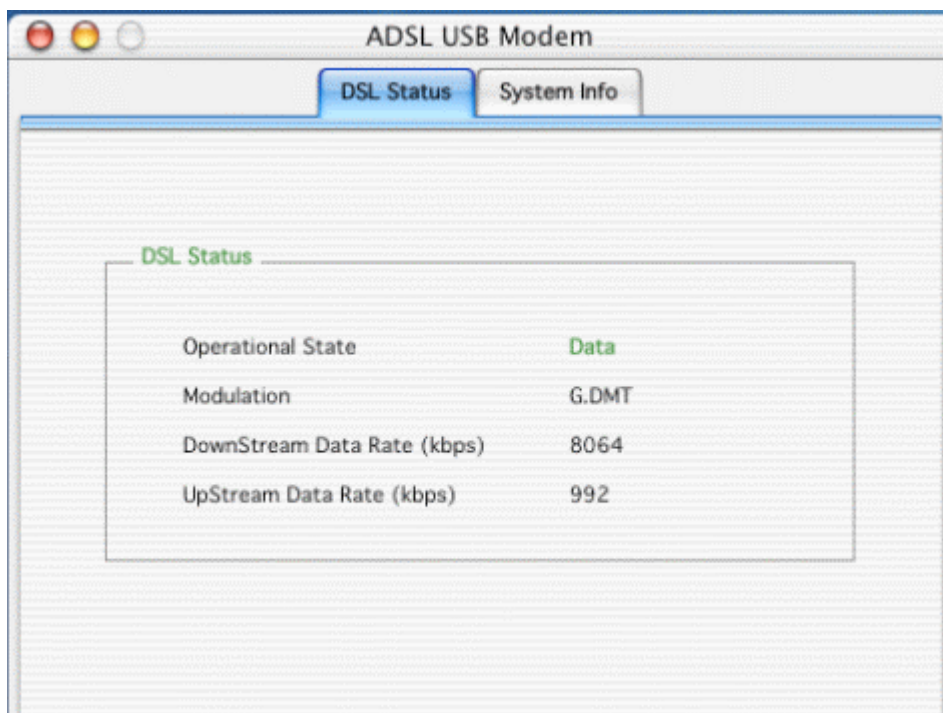 ADSL USB Modem
DSL Status System Info
DSL Status
Operational State Data
Modulation G.DMT
DownStream Data Rate (kbps) 8064
UpStream Data Rate (kbps) 992